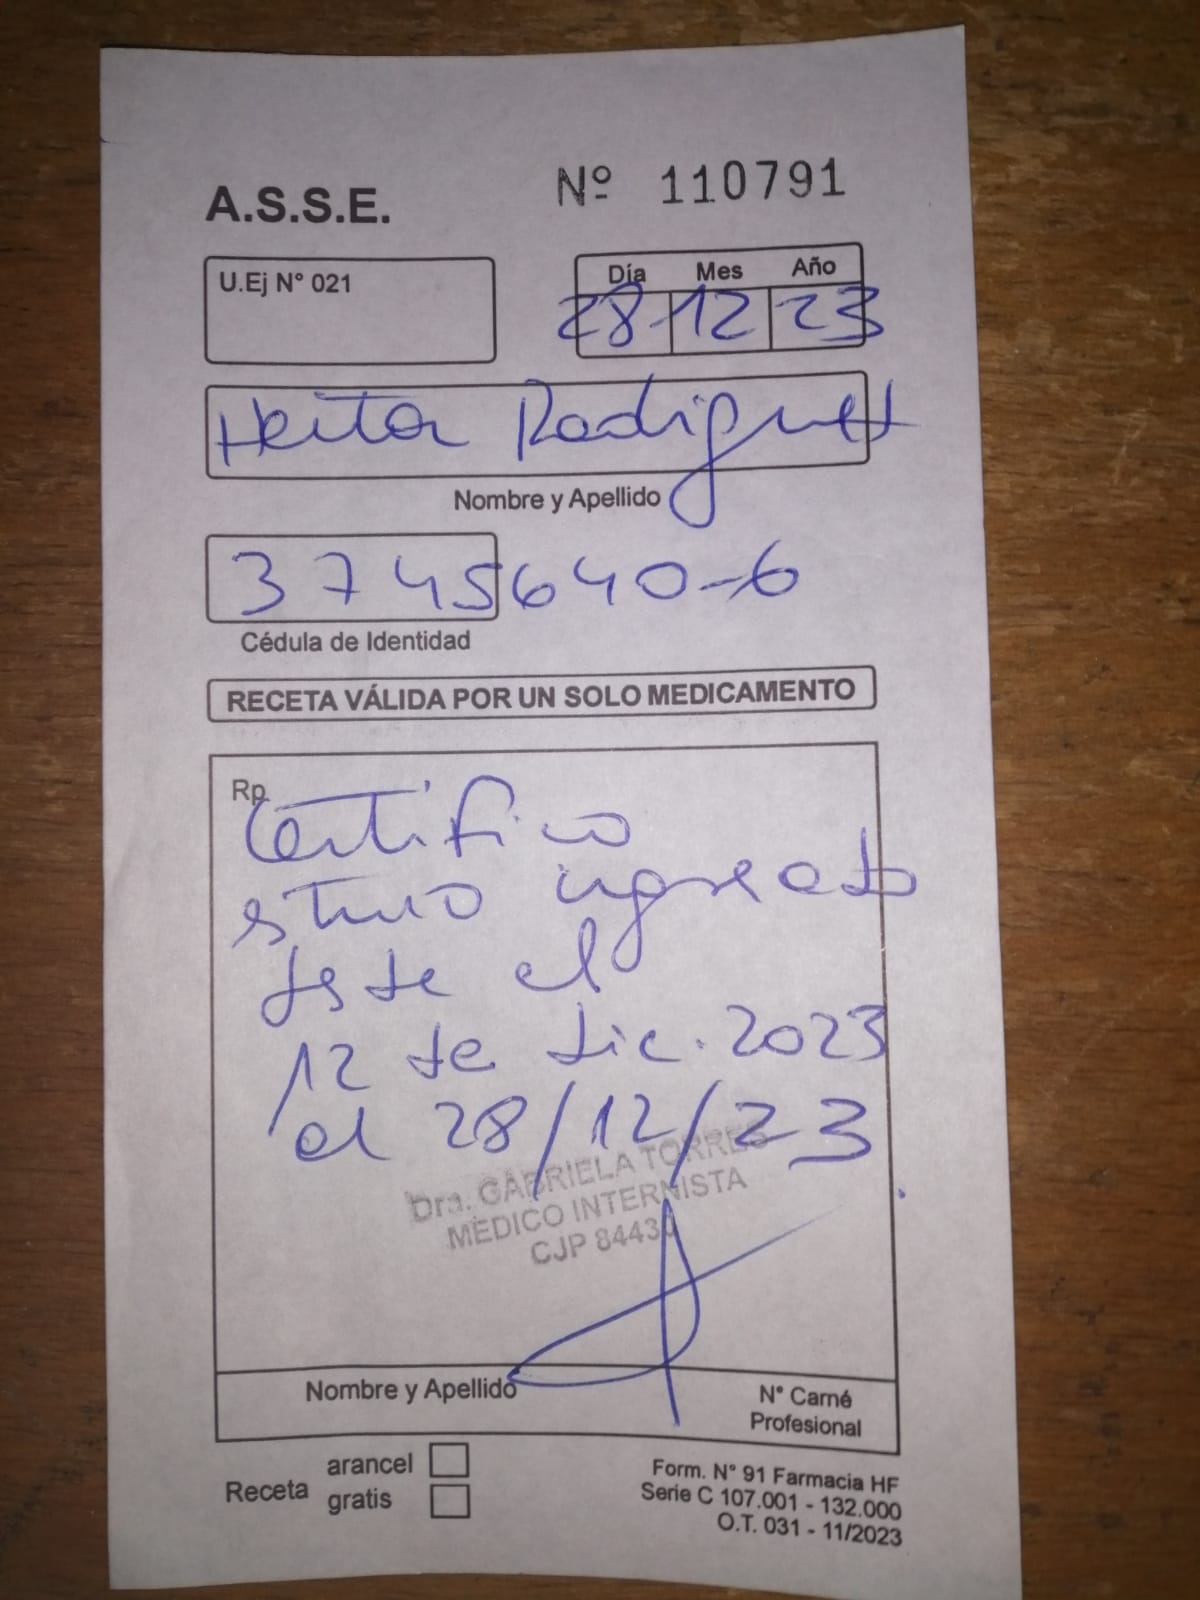 A.S.S.E.
Nº 110791
U.Ej N° 021
Día Mes Año
28 12 23
Heitor Rodriguez
Nombre y Apellido
3745640-6
Cédula de Identidad
RECETA VÁLIDA POR UN SOLO MEDICAMENTO
Rp
Certifico
estuvo ingresado
desde el
12 de dic. 2023
al 28/12/23
Dra. GABRIELA TORRES
MEDICO INTERNISTA
CJP 84430
Nombre y Apellido
N° Carné
Profesional
Receta
arancel
gratis
Form. N° 91 Farmacia HF
Serie C 107.001 - 132.000
O.T. 031 - 11/2023